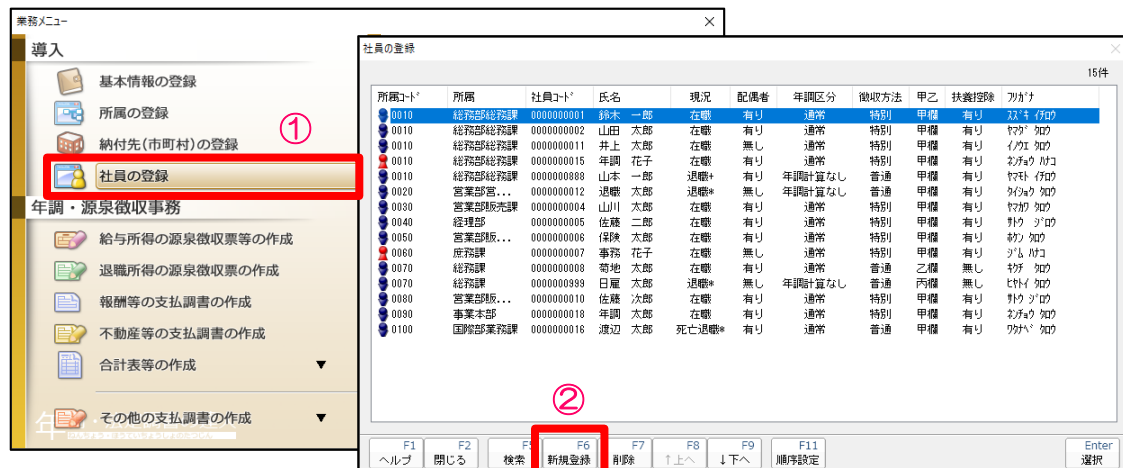 業務メニュー
導入
基本情報の登録
所属の登録
納付先(市町村)の登録
①
社員の登録
年調・源泉徴収事務
給与所得の源泉徴収票等の作成
退職所得の源泉徴収票の作成
報酬等の支払調書の作成
不動産等の支払調書の作成
合計表等の作成 ▼
その他の支払調書の作成 ▼
社員の登録
15件
所属コード 所属 社員コード 氏名 現況 配偶者 年調区分 徴収方法 甲乙 扶養控除 フリガナ
0010 総務部総務課 0000000001 鈴木 一郎 在職 有り 通常 特別 甲欄 有り スズキ イチロウ
0010 総務部総務課 0000000002 山田 太郎 在職 有り 通常 特別 甲欄 有り ヤマダ タロウ
0010 総務部総務課 0000000011 井上 太郎 在職 無し 通常 特別 甲欄 有り イノウエ タロウ
0010 総務部総務課 0000000015 年調 花子 在職 有り 通常 特別 甲欄 有り ネンチョウ ハナコ
0010 総務部総務課 0000000888 山本 一郎 退職+ 有り 年調計算なし 普通 甲欄 有り ヤマモト イチロウ
0020 営業部営... 0000000012 退職 太郎 退職* 無し 年調計算なし 普通 甲欄 有り タイショク タロウ
0030 営業部販売課 0000000004 山川 太郎 在職 有り 通常 特別 甲欄 有り ヤマカワ タロウ
0040 経理部 0000000005 佐藤 二郎 在職 有り 通常 特別 甲欄 有り サトウ ジロウ
0050 営業部販... 0000000006 保険 太郎 在職 有り 通常 特別 甲欄 有り ホケン タロウ
0060 庶務課 0000000007 事務 花子 在職 無し 通常 特別 甲欄 有り ジム ハナコ
0070 総務課 0000000008 菊地 太郎 在職 有り 通常 普通 乙欄 無し キクチ タロウ
0070 総務課 0000000999 日雇 太郎 退職* 無し 年調計算なし 普通 丙欄 無し ヒヤトイ タロウ
0080 営業部販... 0000000010 佐藤 次郎 在職 有り 通常 特別 甲欄 有り サトウ ジロウ
0090 事業本部 0000000018 年調 太郎 在職 有り 通常 特別 甲欄 有り ネンチョウ タロウ
0100 国際部業務課 0000000016 渡辺 太郎 死亡退職* 有り 通常 普通 甲欄 有り ワタナベ タロウ
②
F1 ヘルプ
F2 閉じる
F5 検索
F6 新規登録
F7 削除
F8 ↑上へ
F9 ↓下へ
F11 順序設定
Enter 選択